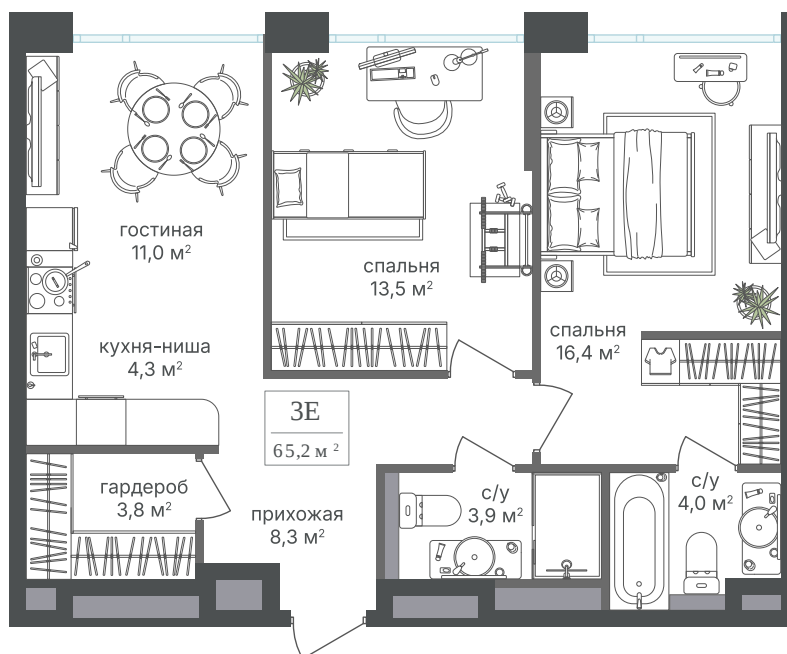 гостиная
11,0 м²
спальня
13,5 м²
кухня-ниша
4,3 м²
спальня
16,4 м²
3Е
65,2 м ²
гардероб
3,8 м²
прихожая
8,3 м²
с/у
3,9 м²
с/у
4,0 м²